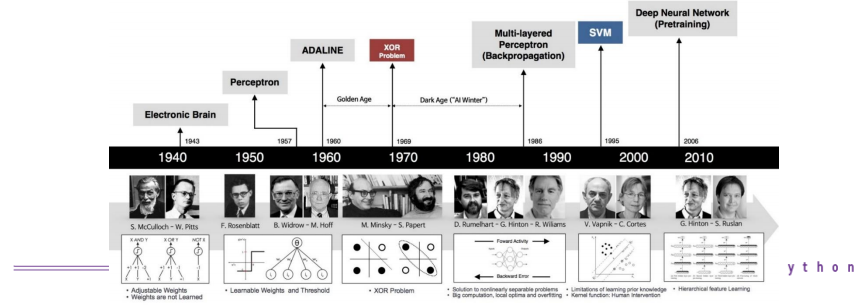 Deep Neural Network
(Pretraining)
Multi-layered
Perceptron
(Backpropagation)
SVM
ADALINE
XOR
Problem
Perceptron
Golden Age
Dark Age ("AI Winter")
Electronic Brain
1943
1957
1960
1969
1986
1995
2006
1940
1950
1960
1970
1980
1990
2000
2010
S. McCulloch – W. Pitts
F. Rosenblatt
B. Widrow – M. Hoff
M. Minsky – S. Papert
D. Rumelhart – G. Hinton – R. Wiliams
V. Vapnik – C. Cortes
G. Hinton – S. Ruslan
X AND Y
X OR Y
NOT X
Foward Activity
Backward Error
• Adjustable Weights
• Weights are not Learned
• Learnable Weights and Threshold
• XOR Problem
• Solution to nonlinearly separable problems
• Big computation, local optima and overfitting
• Limitations of learning prior knowledge
• Kernel function: Human Intervention
• Hierarchical feature Learning
ython